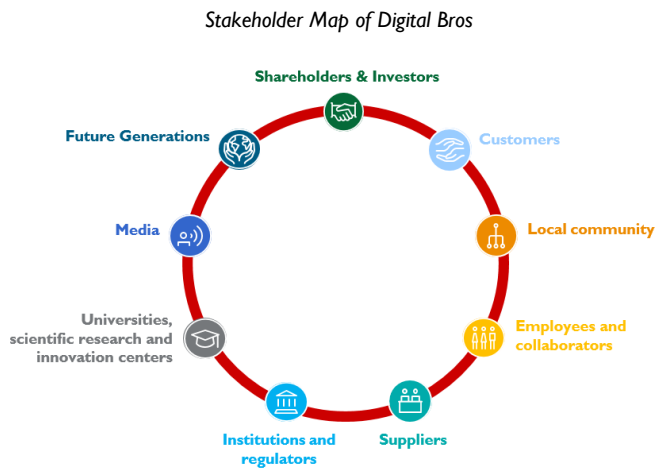 Stakeholder Map of Digital Bros
Shareholders & Investors
Future Generations
Customers
Media
Local community
Universities,
scientific research and
innovation centers
Employees and
collaborators
Institutions and
regulators
Suppliers